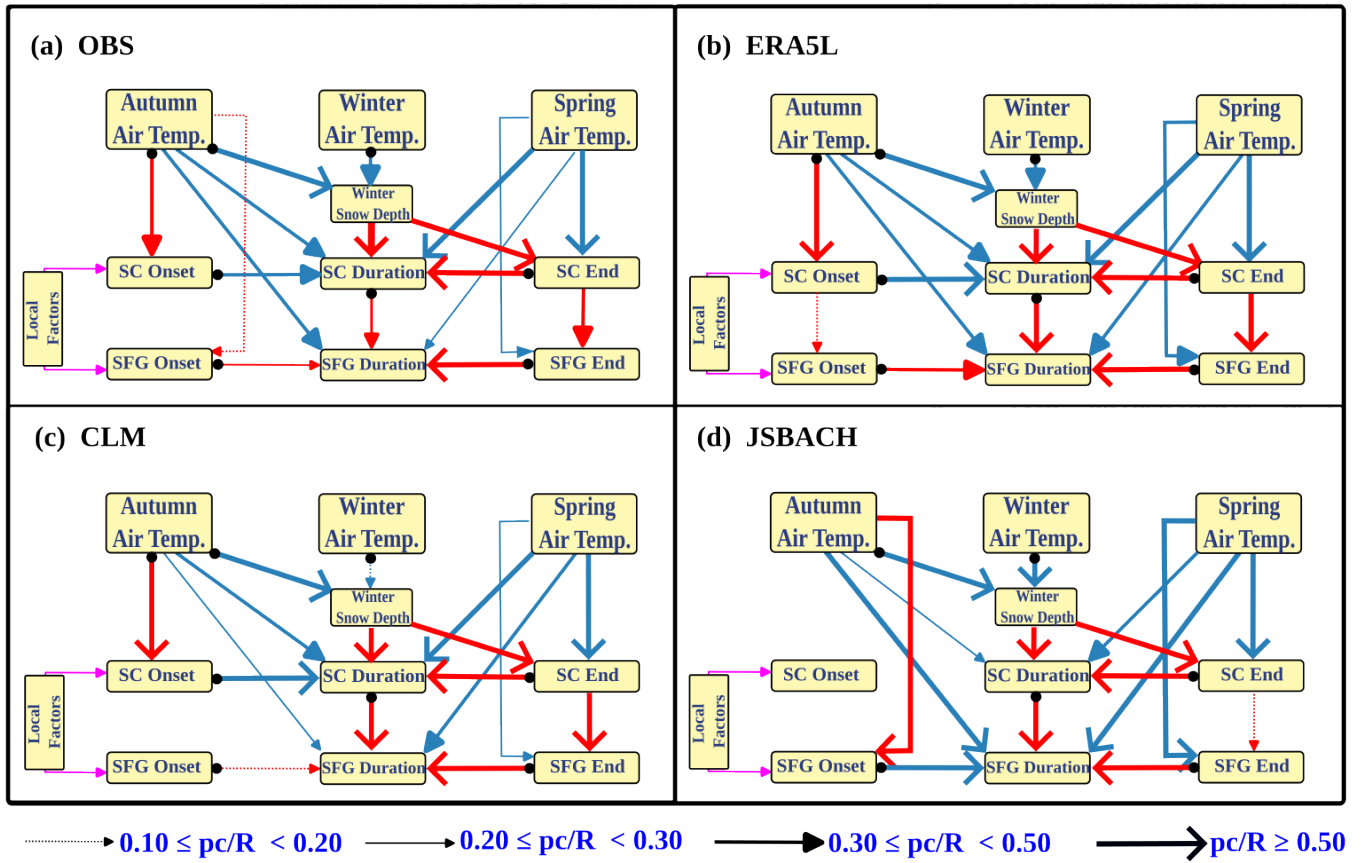 (a) OBS
Autumn
Air Temp.
Winter
Air Temp.
Spring
Air Temp.
Winter
Snow Depth
SC Onset
SC Duration
SC End
Local
Factors
SFG Onset
SFG Duration
SFG End
(b) ERA5L
Autumn
Air Temp.
Winter
Air Temp.
Spring
Air Temp.
Winter
Snow Depth
SC Onset
SC Duration
SC End
Local
Factors
SFG Onset
SFG Duration
SFG End
(c) CLM
Autumn
Air Temp.
Winter
Air Temp.
Spring
Air Temp.
Winter
Snow Depth
SC Onset
SC Duration
SC End
Local
Factors
SFG Onset
SFG Duration
SFG End
(d) JSBACH
Autumn
Air Temp.
Winter
Air Temp.
Spring
Air Temp.
Winter
Snow Depth
SC Onset
SC Duration
SC End
Local
Factors
SFG Onset
SFG Duration
SFG End
0.10 ≤ pc/R < 0.20
0.20 ≤ pc/R < 0.30
0.30 ≤ pc/R < 0.50
pc/R ≥ 0.50